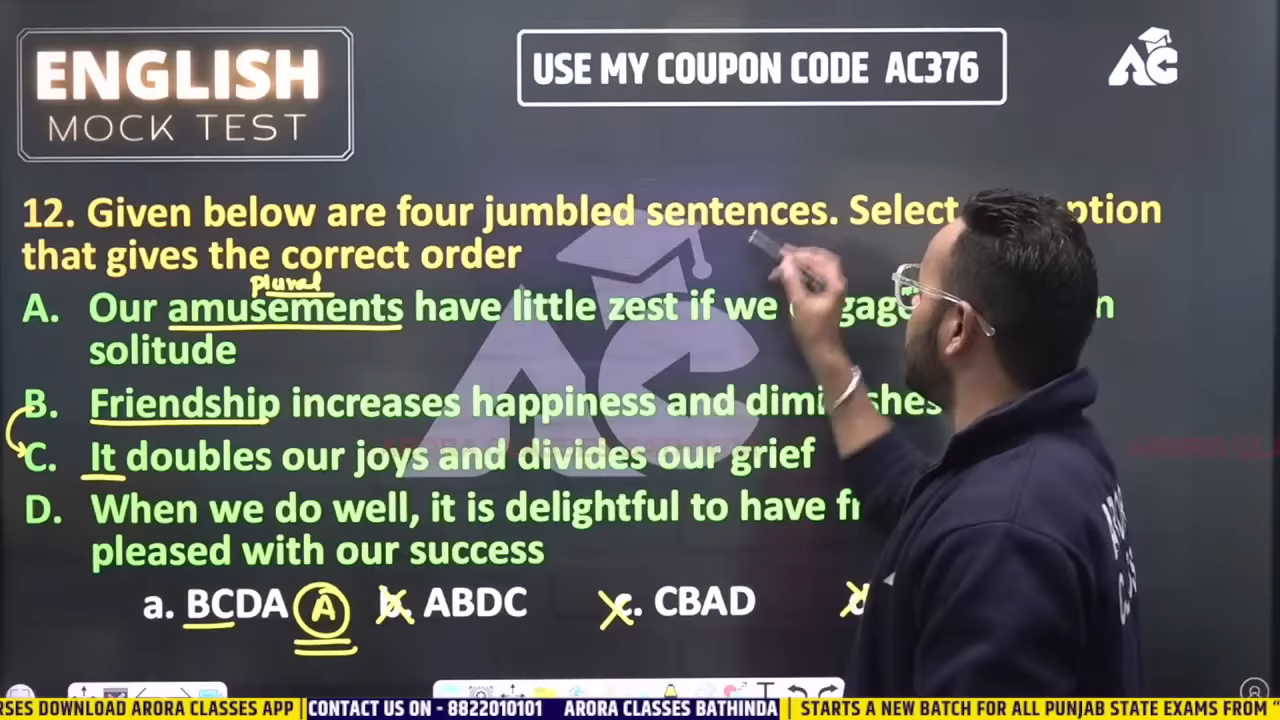 ENGLISH
MOCK TEST
USE MY COUPON CODE AC376
AC
12. Given below are four jumbled sentences. Select ption
that gives the correct order
plural
A. Our amusements have little zest if we n
solitude
B. Friendship increases happiness and diminishes
C. It doubles our joys and divides our grief
D. When we do well, it is delightful to have
pleased with our success
a. BCDA A b. ABDC c. CBAD
RSES DOWNLOAD ARORA CLASSES APP | CONTACT US ON - 8822010101 ARORA CLASSES BATHINDA | STARTS A NEW BATCH FOR ALL PUNJAB STATE EXAMS FROM "